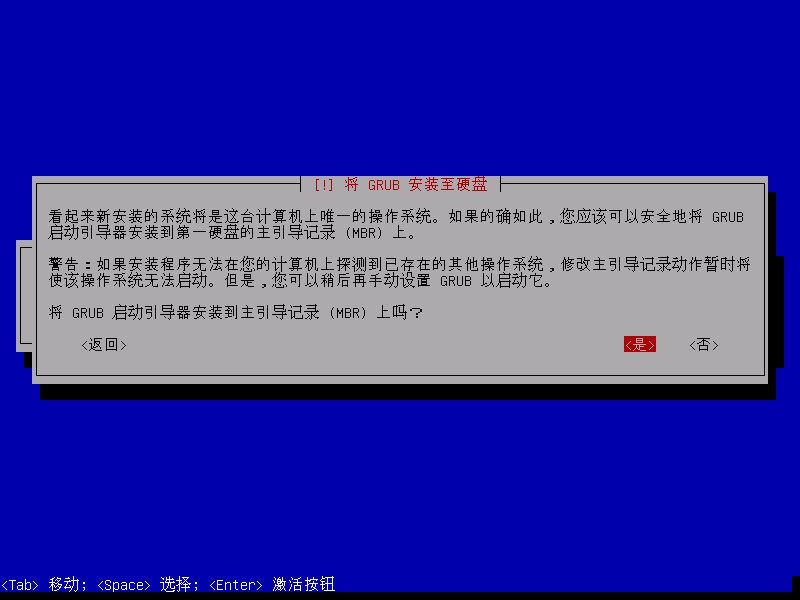 [!] 将 GRUB 安装至硬盘
看起来新安装的系统将是这台计算机上唯一的操作系统。如果的确如此，您应该可以安全地将 GRUB
启动引导器安装到第一硬盘的主引导记录 (MBR) 上。
警告：如果安装程序无法在您的计算机上探测到已存在的其他操作系统，修改主引导记录动作暂时将
使该操作系统无法启动。但是，您可以稍后再手动设置 GRUB 以启动它。
将 GRUB 启动引导器安装到主引导记录 (MBR) 上吗？
<返回> <是> <否>
<Tab> 移动; <Space> 选择; <Enter> 激活按钮